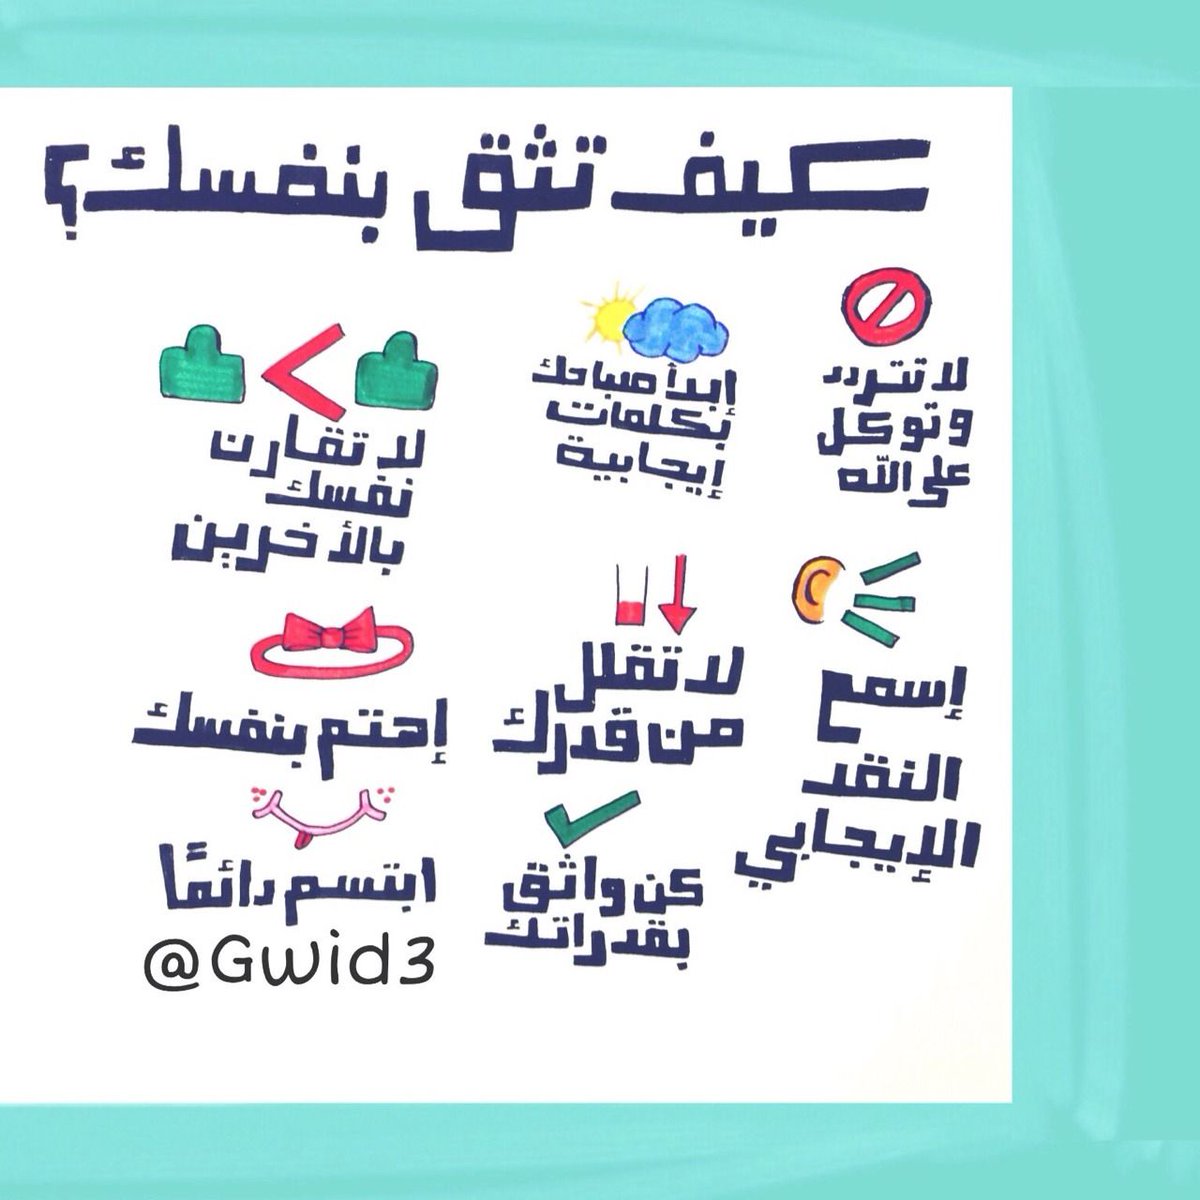 كيف تثق بنفسك؟
لا تتردد
وتوكل
على الله
إبدأ صباحك
بكلمات
إيجابية
لا تقارن
نفسك
بالأخرين
إسمع
النقد
الإيجابي
لا تقلل
من قدرك
إهتم بنفسك
كن واثق
بقدراتك
ابتسم دائمًا
@Gwid3